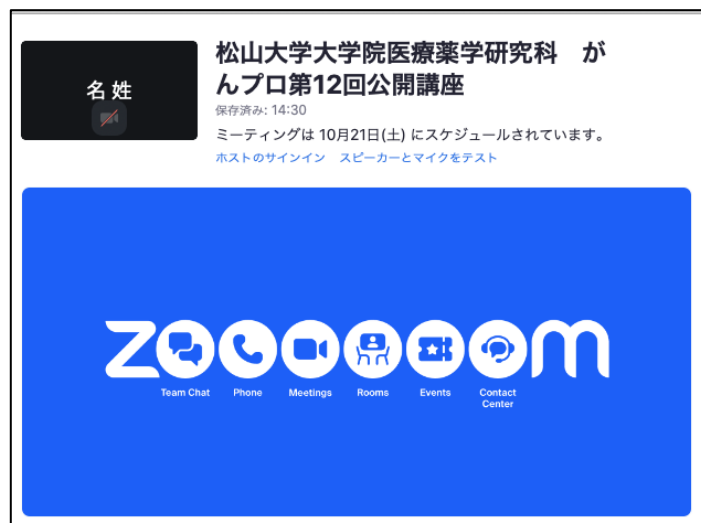 名 姓
松山大学大学院医療薬学研究科　が
んプロ第12回公開講座
保存済み: 14:30
ミーティングは 10月21日(土) にスケジュールされています。
ホストのサインイン　スピーカーとマイクをテスト
zoooooom
Team Chat
Phone
Meetings
Rooms
Events
Contact
Center